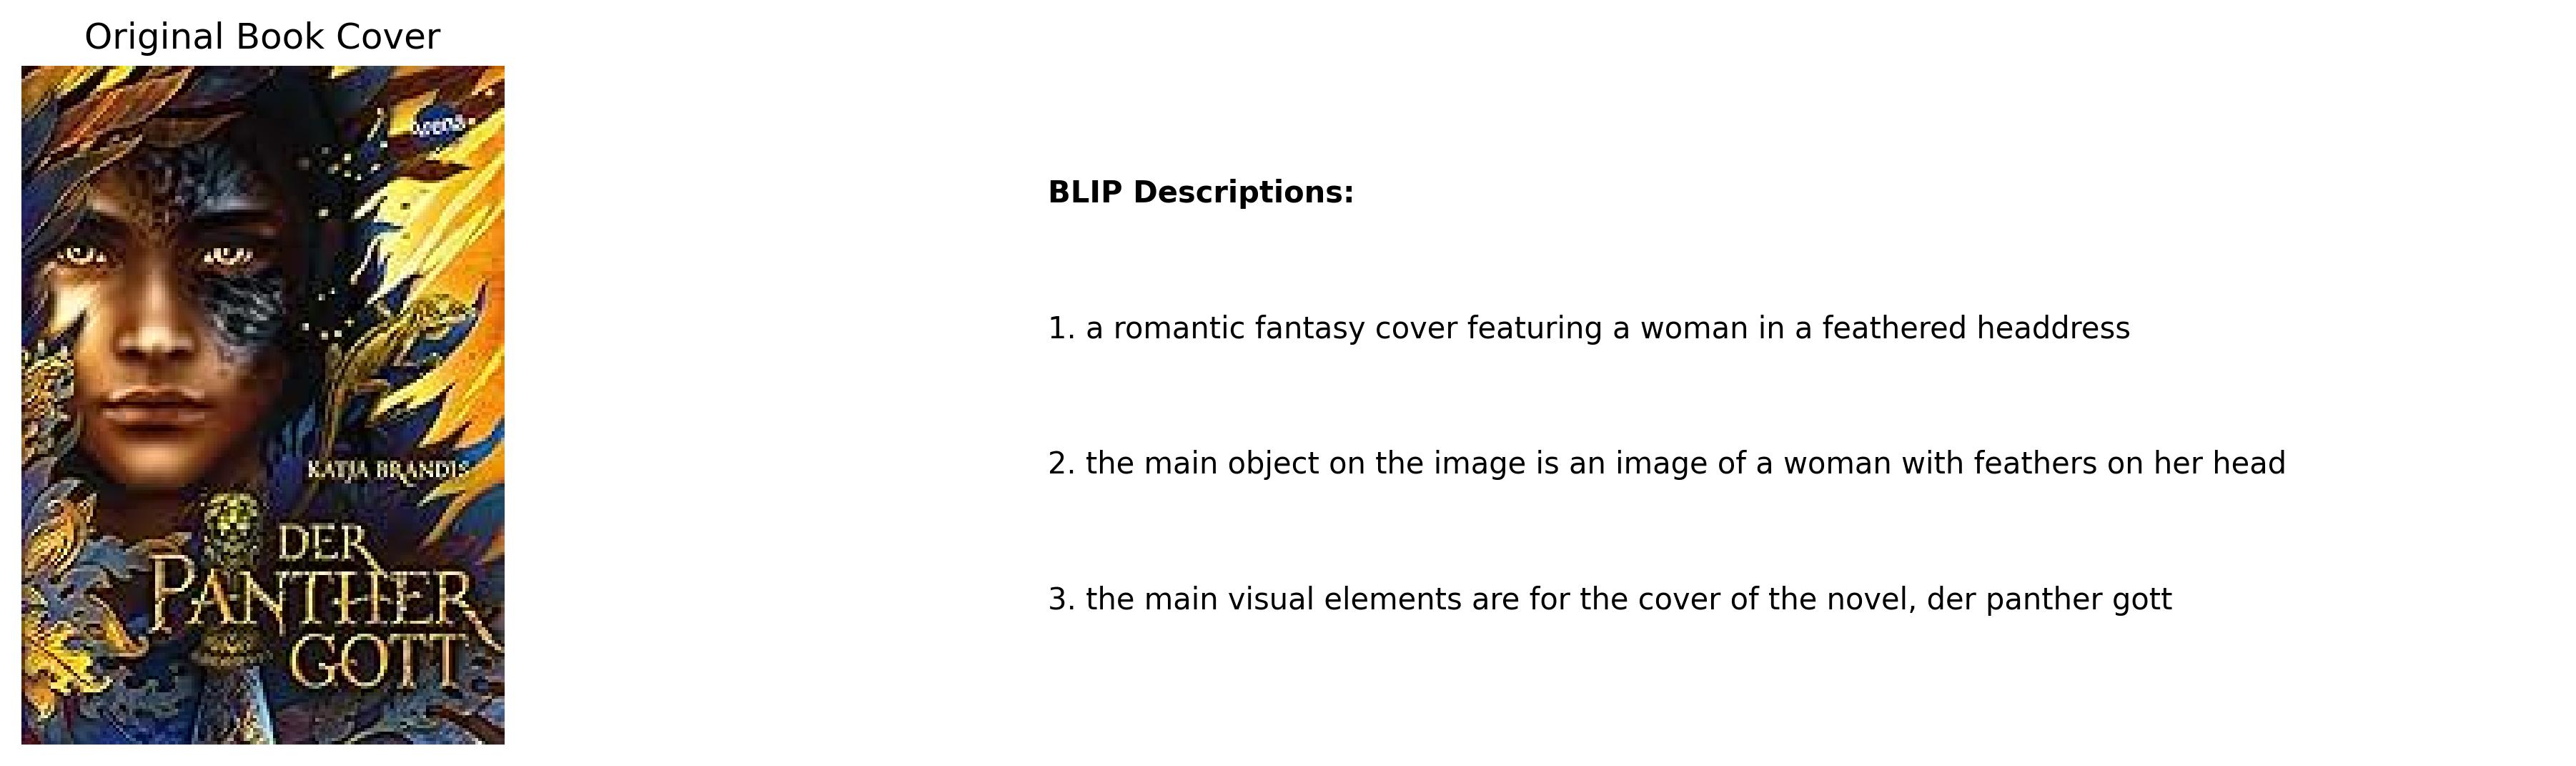 Original Book Cover
arena
KATJA BRANDIS
DER
PANTHER
GOTT
BLIP Descriptions:
1. a romantic fantasy cover featuring a woman in a feathered headdress
2. the main object on the image is an image of a woman with feathers on her head
3. the main visual elements are for the cover of the novel, der panther gott